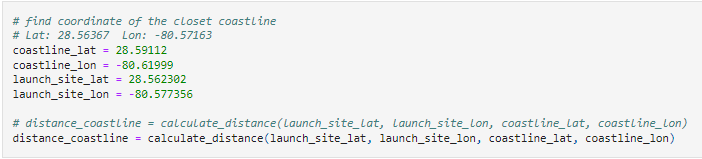 # find coordinate of the closet coastline
# Lat: 28.56367  Lon: -80.57163
coastline_lat = 28.59112
coastline_lon = -80.61999
launch_site_lat = 28.562302
launch_site_lon = -80.577356
# distance_coastline = calculate_distance(launch_site_lat, launch_site_lon, coastline_lat, coastline_lon)
distance_coastline = calculate_distance(launch_site_lat, launch_site_lon, coastline_lat, coastline_lon)